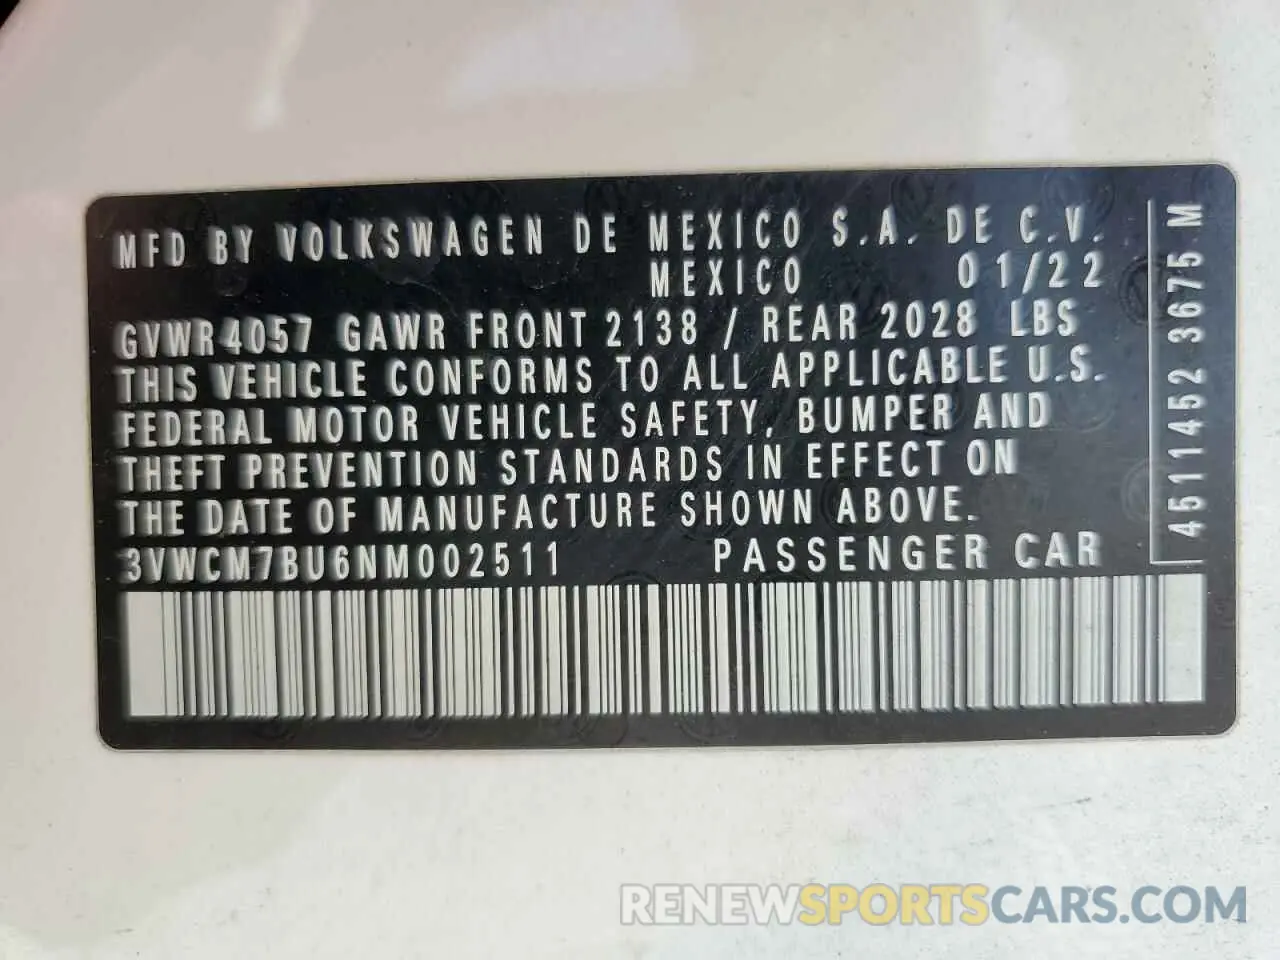 MFD BY VOLKSWAGEN DE MEXICO S.A. DE C.V.
MEXICO 01/22
GVWR4057 GAWR FRONT 2138 / REAR 2028 LBS
THIS VEHICLE CONFORMS TO ALL APPLICABLE U.S.
FEDERAL MOTOR VEHICLE SAFETY, BUMPER AND
THEFT PREVENTION STANDARDS IN EFFECT ON
THE DATE OF MANUFACTURE SHOWN ABOVE.
3VWCM7BU6NM002511 PASSENGER CAR
4511452 3675 M
RENEWSPORTSCARS.COM